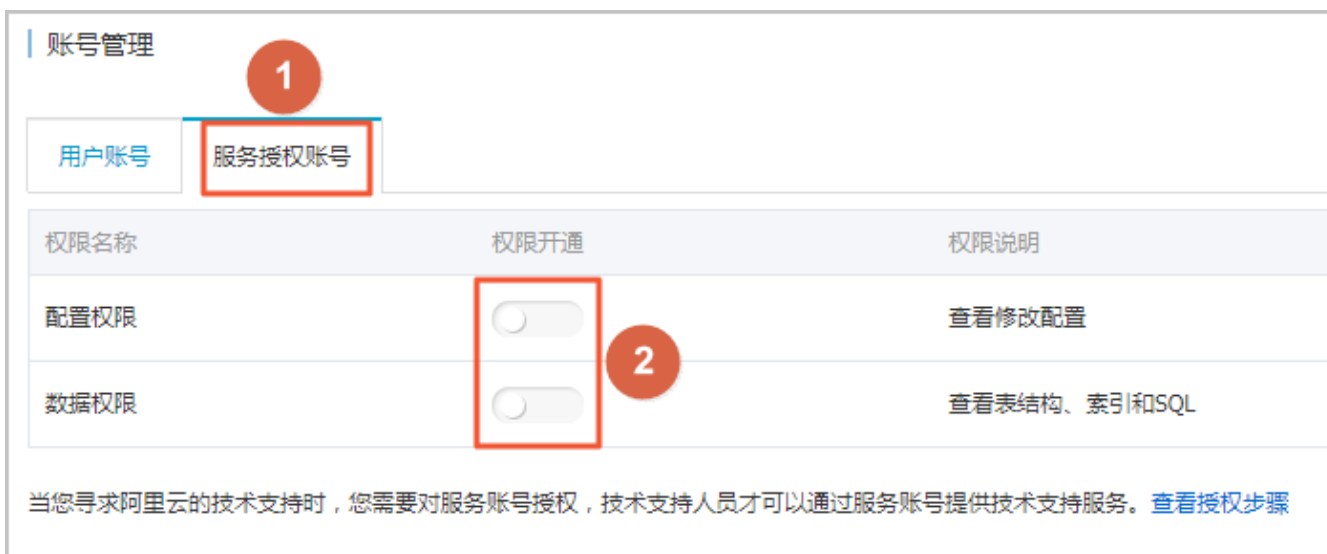 账号管理
1
用户账号 服务授权账号
权限名称 权限开通 权限说明
配置权限 查看修改配置
2
数据权限 查看表结构、索引和SQL
当您寻求阿里云的技术支持时，您需要对服务账号授权，技术支持人员才可以通过服务账号提供技术支持服务。查看授权步骤